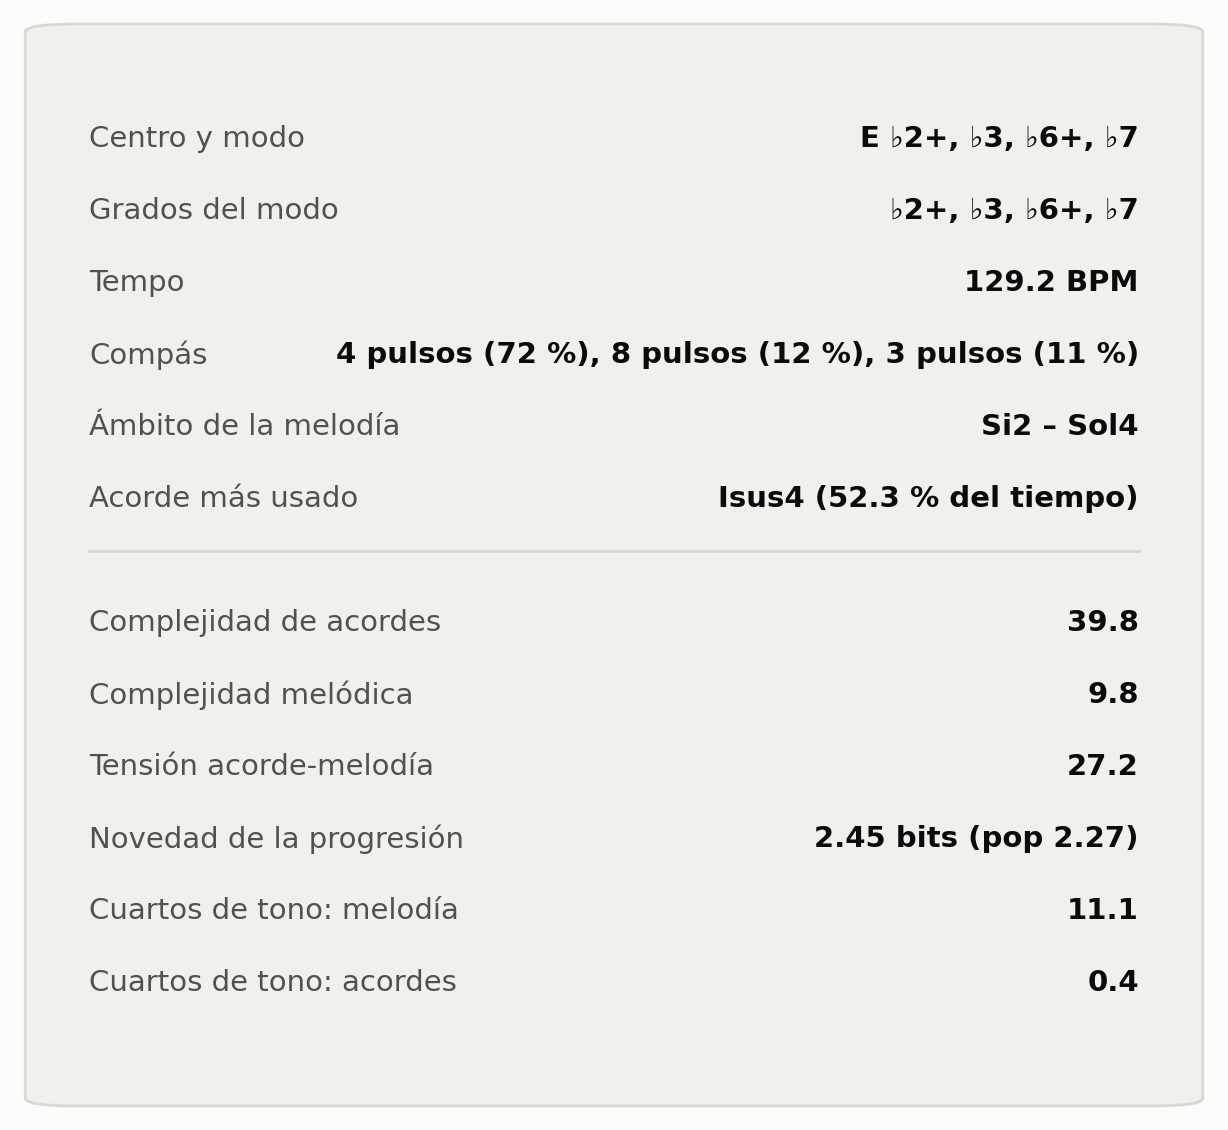 Centro y modo E ♭2+, ♭3, ♭6+, ♭7
Grados del modo ♭2+, ♭3, ♭6+, ♭7
Tempo 129.2 BPM
Compás 4 pulsos (72 %), 8 pulsos (12 %), 3 pulsos (11 %)
Ámbito de la melodía Si2 – Sol4
Acorde más usado Isus4 (52.3 % del tiempo)
Complejidad de acordes 39.8
Complejidad melódica 9.8
Tensión acorde-melodía 27.2
Novedad de la progresión 2.45 bits (pop 2.27)
Cuartos de tono: melodía 11.1
Cuartos de tono: acordes 0.4